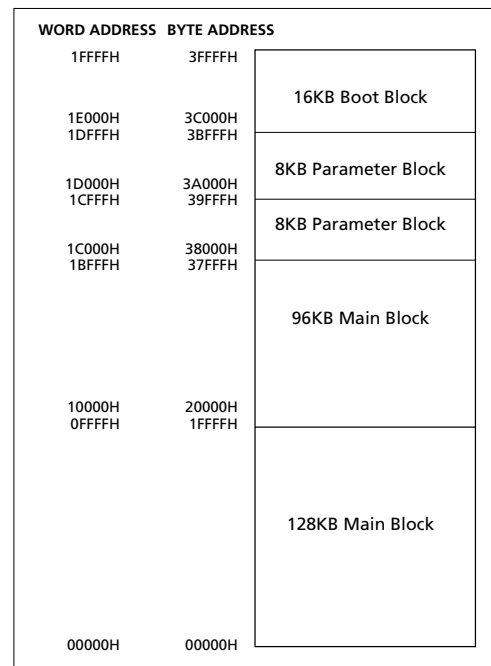 WORD ADDRESS BYTE ADDRESS
1FFFFH 3FFFFH
16KB Boot Block
1E000H 3C000H
1DFFFH 3BFFFH
8KB Parameter Block
1D000H 3A000H
1CFFFH 39FFFH
8KB Parameter Block
1C000H 38000H
1BFFFH 37FFFH
96KB Main Block
10000H 20000H
0FFFFH 1FFFFH
128KB Main Block
00000H 00000H